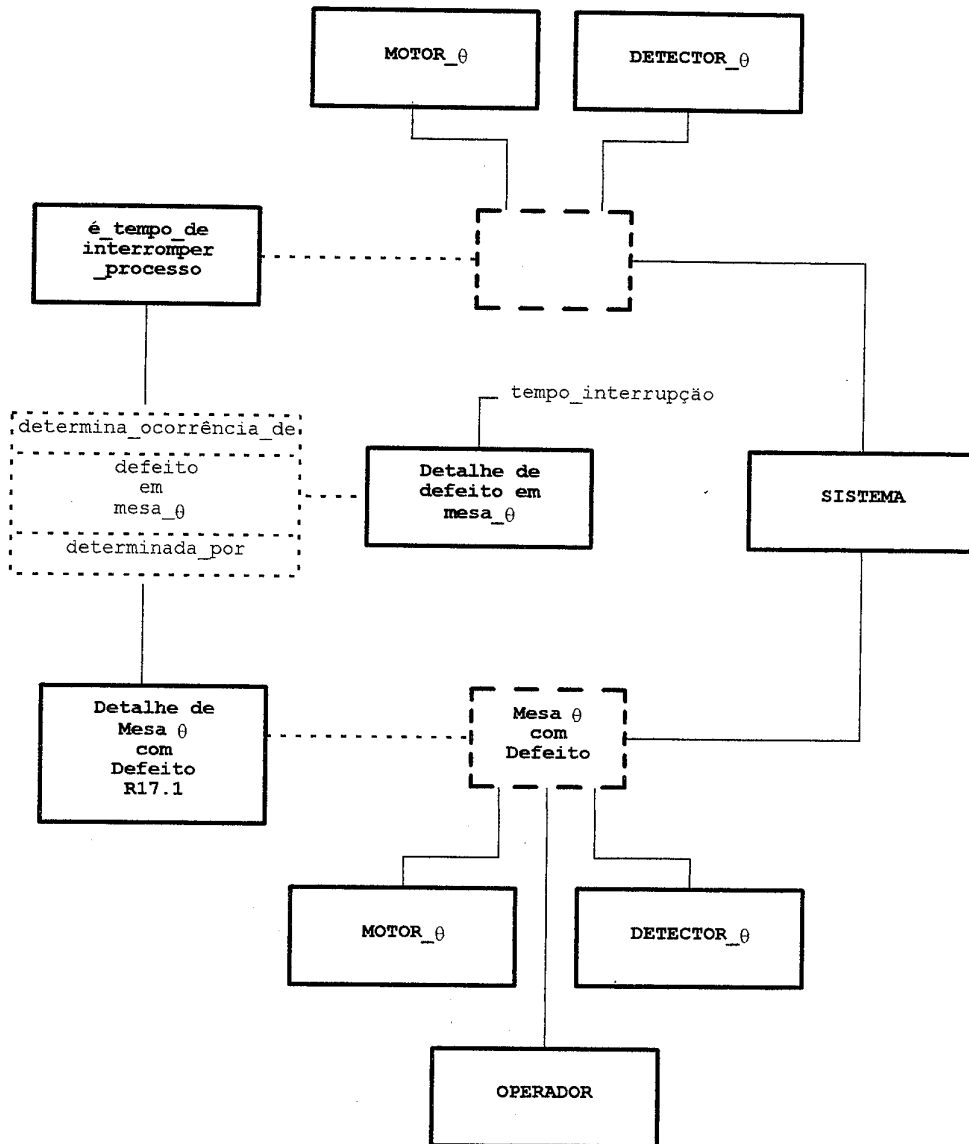 MOTOR_θ
DETECTOR_θ
é_tempo_de
interromper
_processo
tempo_interrupção
determina_ocorrência_de
defeito
em
mesa_θ
determinada_por
Detalhe de
defeito em
mesa_θ
SISTEMA
Detalhe de
Mesa θ
com
Defeito
R17.1
Mesa θ
com
Defeito
MOTOR_θ
DETECTOR_θ
OPERADOR